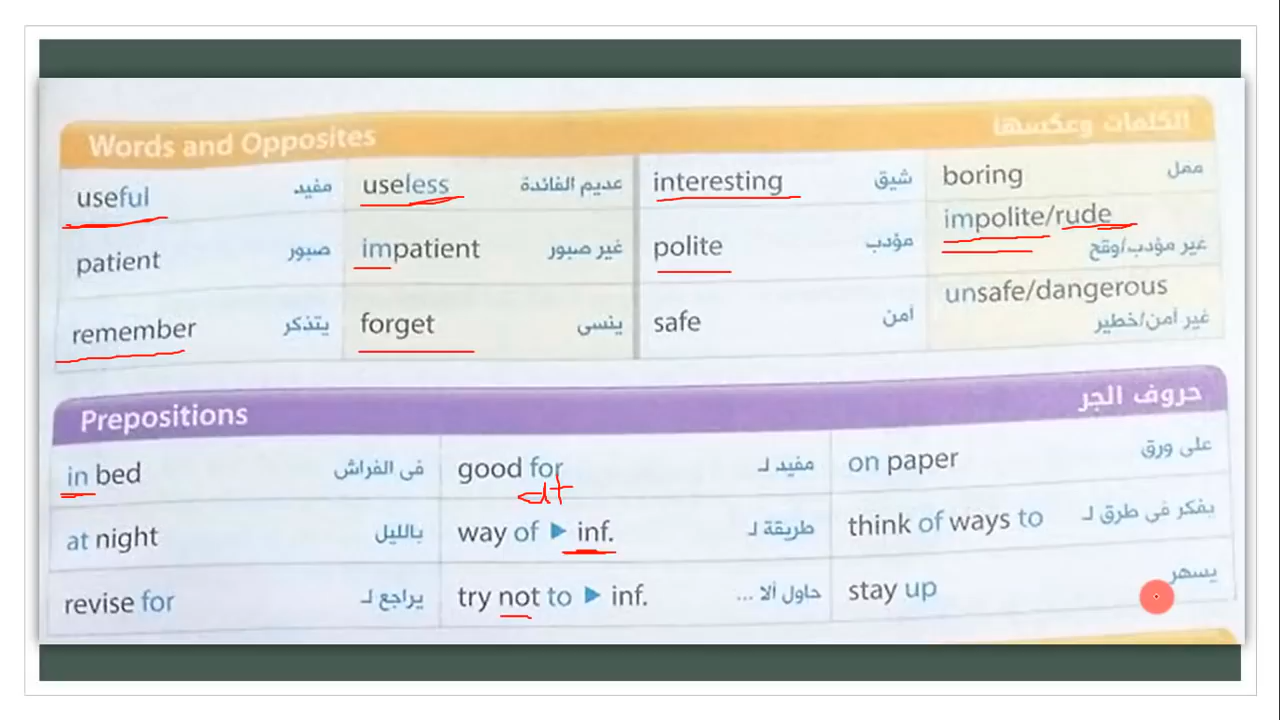 Words and Opposites الكلمات وعكسها
useful مفيد useless عديم الفائدة interesting شيق boring ممل
patient صبور impatient غير صبور polite مؤدب impolite/rude
غير مؤدب/وقح
remember يتذكر forget ينسى safe آمن unsafe/dangerous
غير آمن/خطير
Prepositions حروف الجر
in bed فى الفراش good for مفيد لـ on paper على ورق
at
at night بالليل way of ► inf. طريقة لـ think of ways to يفكر فى طرق لـ
revise for يراجع لـ try not to ► inf. حاول ألا ... stay up يسهر